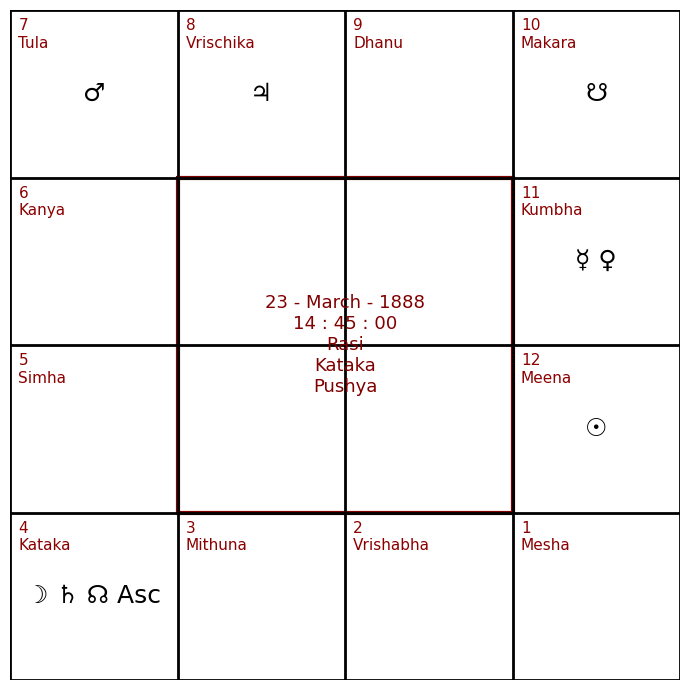 7
Tula
♂
8
Vrischika
♃
9
Dhanu
10
Makara
☋
6
Kanya
11
Kumbha
☿ ♀
23 - March - 1888
14 : 45 : 00
Rasi
Kataka
Pushya
5
Simha
12
Meena
☉
4
Kataka
☽ ♄ ☊ Asc
3
Mithuna
2
Vrishabha
1
Mesha